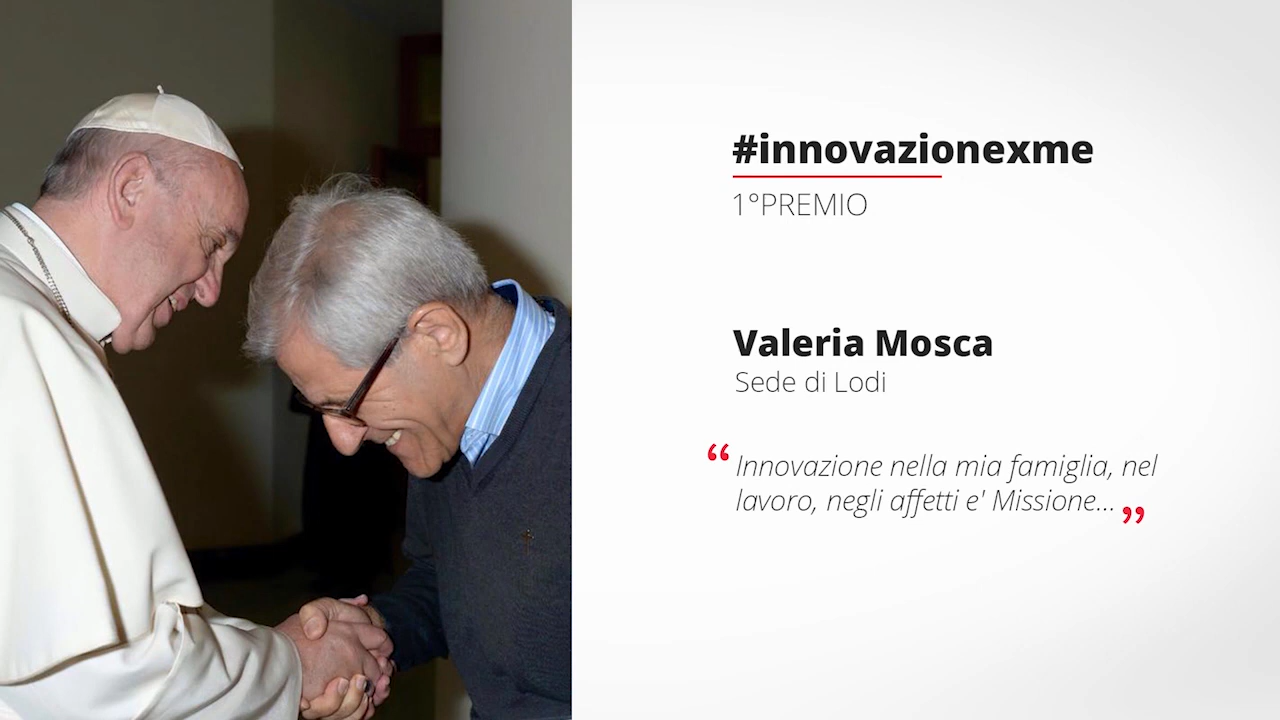 #innovazionexme
1°PREMIO
Valeria Mosca
Sede di Lodi
“ Innovazione nella mia famiglia, nel
lavoro, negli affetti e' Missione... ”